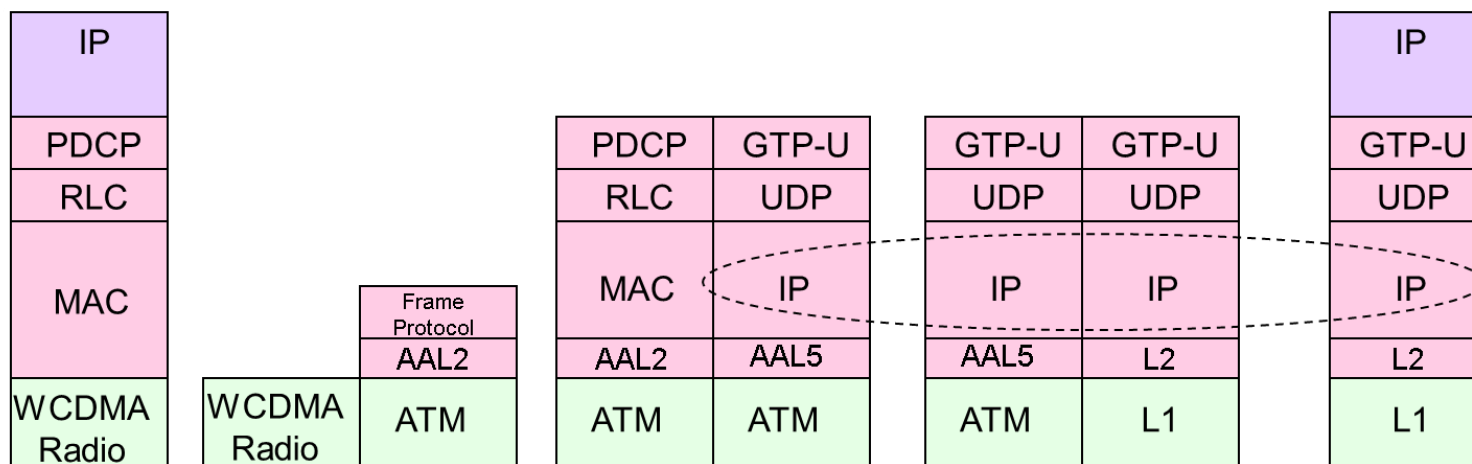 IP
IP
PDCP
PDCP
GTP-U
GTP-U
GTP-U
GTP-U
RLC
RLC
UDP
UDP
UDP
UDP
MAC
Frame
Protocol
MAC
IP
IP
IP
IP
AAL2
AAL2
AAL5
AAL5
L2
L2
WCDMA
Radio
WCDMA
Radio
ATM
ATM
ATM
ATM
L1
L1